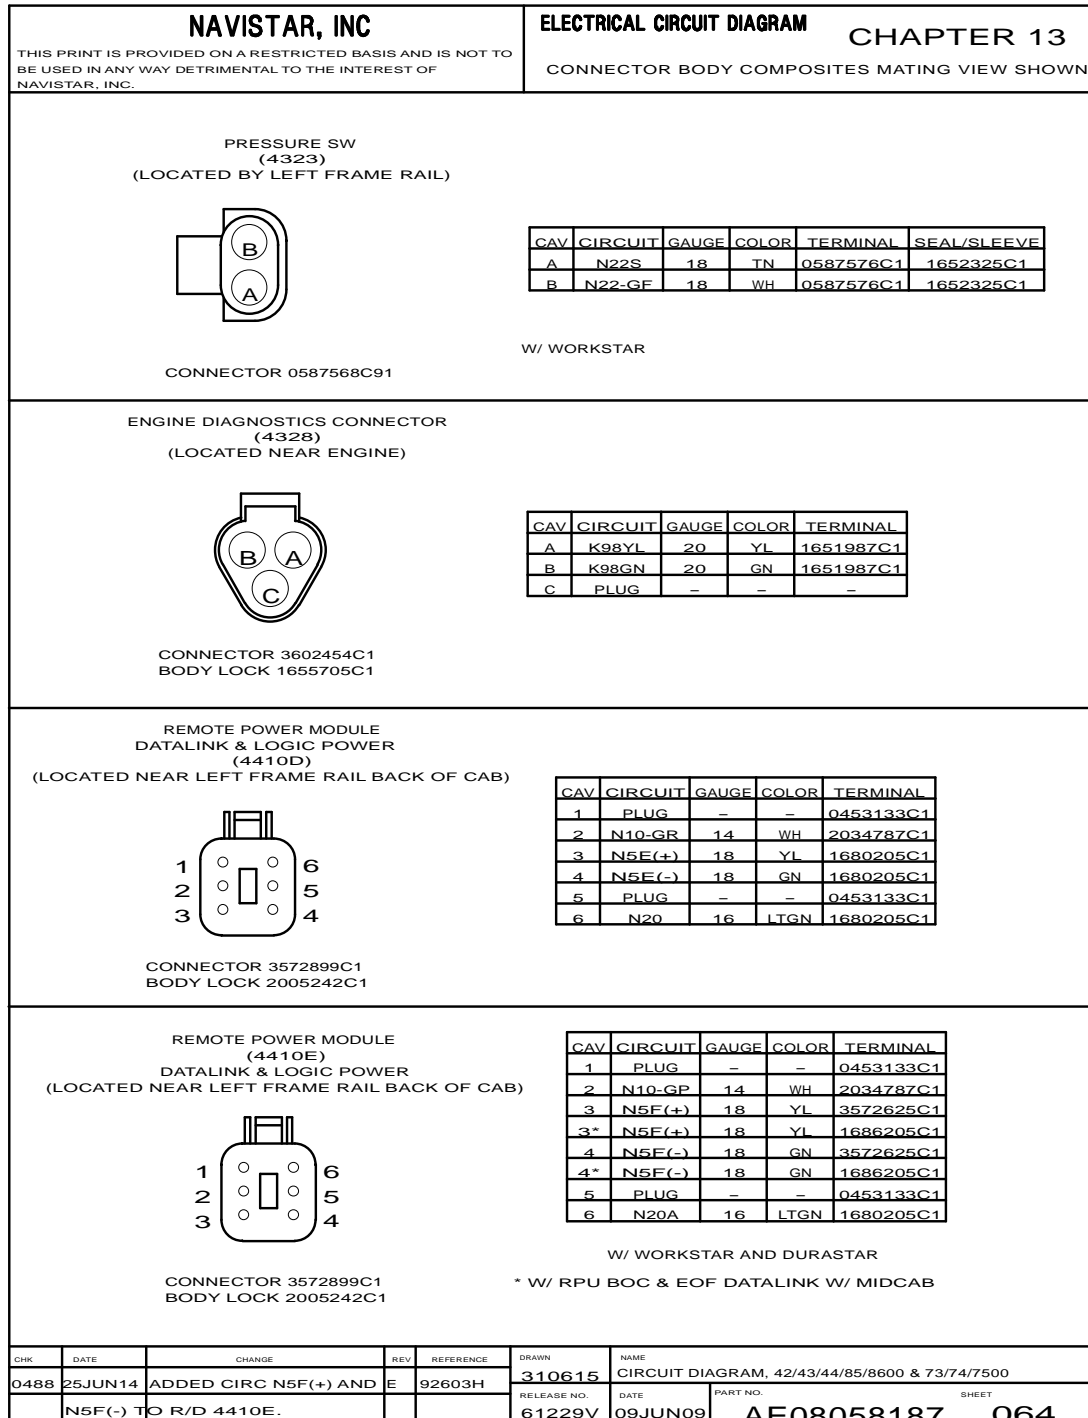 NAVISTAR, INC
THIS PRINT IS PROVIDED ON A RESTRICTED BASIS AND IS NOT TO
BE USED IN ANY WAY DETRIMENTAL TO THE INTEREST OF
NAVISTAR, INC.
ELECTRICAL CIRCUIT DIAGRAM
CHAPTER 13
CONNECTOR BODY COMPOSITES MATING VIEW SHOWN
PRESSURE SW
(4323)
(LOCATED BY LEFT FRAME RAIL)
B
A
CONNECTOR 0587568C91
CAV CIRCUIT GAUGE COLOR TERMINAL SEAL/SLEEVE
A N22S 18 TN 0587576C1 1652325C1
B N22-GF 18 WH 0587576C1 1652325C1
W/ WORKSTAR
ENGINE DIAGNOSTICS CONNECTOR
(4328)
(LOCATED NEAR ENGINE)
B A
C
CONNECTOR 3602454C1
BODY LOCK 1655705C1
CAV CIRCUIT GAUGE COLOR TERMINAL
A K98YL 20 YL 1651987C1
B K98GN 20 GN 1651987C1
C PLUG – – –
REMOTE POWER MODULE
DATALINK & LOGIC POWER
(4410D)
(LOCATED NEAR LEFT FRAME RAIL BACK OF CAB)
1 6
2 5
3 4
CONNECTOR 3572899C1
BODY LOCK 2005242C1
CAV CIRCUIT GAUGE COLOR TERMINAL
1 PLUG – – 0453133C1
2 N10-GR 14 WH 2034787C1
3 N5E(+) 18 YL 1680205C1
4 N5E(-) 18 GN 1680205C1
5 PLUG – – 0453133C1
6 N20 16 LTGN 1680205C1
REMOTE POWER MODULE
(4410E)
DATALINK & LOGIC POWER
(LOCATED NEAR LEFT FRAME RAIL BACK OF CAB)
1 6
2 5
3 4
CONNECTOR 3572899C1
BODY LOCK 2005242C1
CAV CIRCUIT GAUGE COLOR TERMINAL
1 PLUG – – 0453133C1
2 N10-GP 14 WH 2034787C1
3 N5F(+) 18 YL 3572625C1
3* N5F(+) 18 YL 1686205C1
4 N5F(-) 18 GN 3572625C1
4* N5F(-) 18 GN 1686205C1
5 PLUG – – 0453133C1
6 N20A 16 LTGN 1680205C1
W/ WORKSTAR AND DURASTAR
* W/ RPU BOC & EOF DATALINK W/ MIDCAB
CHK DATE CHANGE REV REFERENCE
0488 25JUN14 ADDED CIRC N5F(+) AND E 92603H
N5F(-) TO R/D 4410E.
DRAWN
310615
NAME
CIRCUIT DIAGRAM, 42/43/44/85/8600 & 73/74/7500
RELEASE NO.
61229V
DATE
09JUN09
PART NO.
AE08058187
SHEET
064